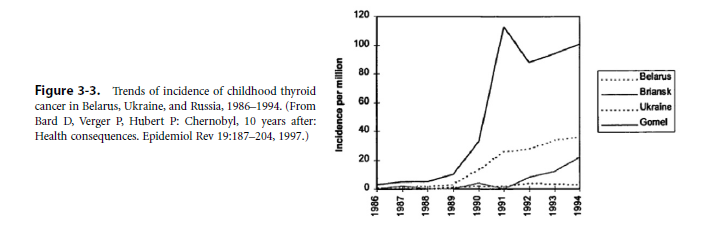 Figure 3-3. Trends of incidence of childhood thyroid
cancer in Belarus, Ukraine, and Russia, 1986–1994. (From
Bard D, Verger P, Hubert P: Chernobyl, 10 years after:
Health consequences. Epidemiol Rev 19:187–204, 1997.)
Incidence per million
120
100
80
60
40
20
0
1986
1987
1988
1989
1990
1991
1992
1993
1994
Belarus
Briansk
Ukraine
Gomel